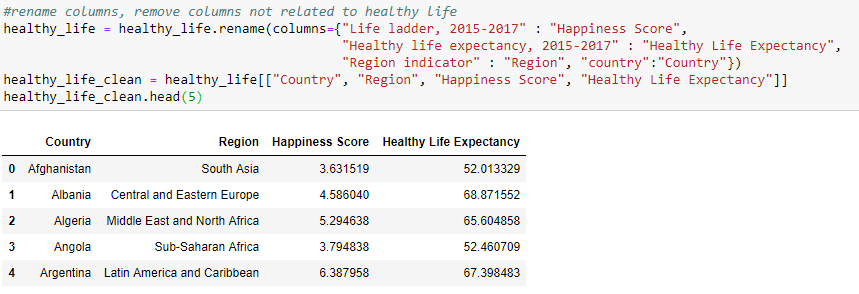 #rename columns, remove columns not related to healthy life
healthy_life = healthy_life.rename(columns={"Life ladder, 2015-2017" : "Happiness Score",
"Healthy life expectancy, 2015-2017" : "Healthy Life Expectancy",
"Region indicator" : "Region", "country":"Country"})
healthy_life_clean = healthy_life[["Country", "Region", "Happiness Score", "Healthy Life Expectancy"]]
healthy_life_clean.head(5)
Country Region Happiness Score Healthy Life Expectancy
0 Afghanistan South Asia 3.631519 52.013329
1 Albania Central and Eastern Europe 4.586040 68.871552
2 Algeria Middle East and North Africa 5.294638 65.604858
3 Angola Sub-Saharan Africa 3.794838 52.460709
4 Argentina Latin America and Caribbean 6.387958 67.398483